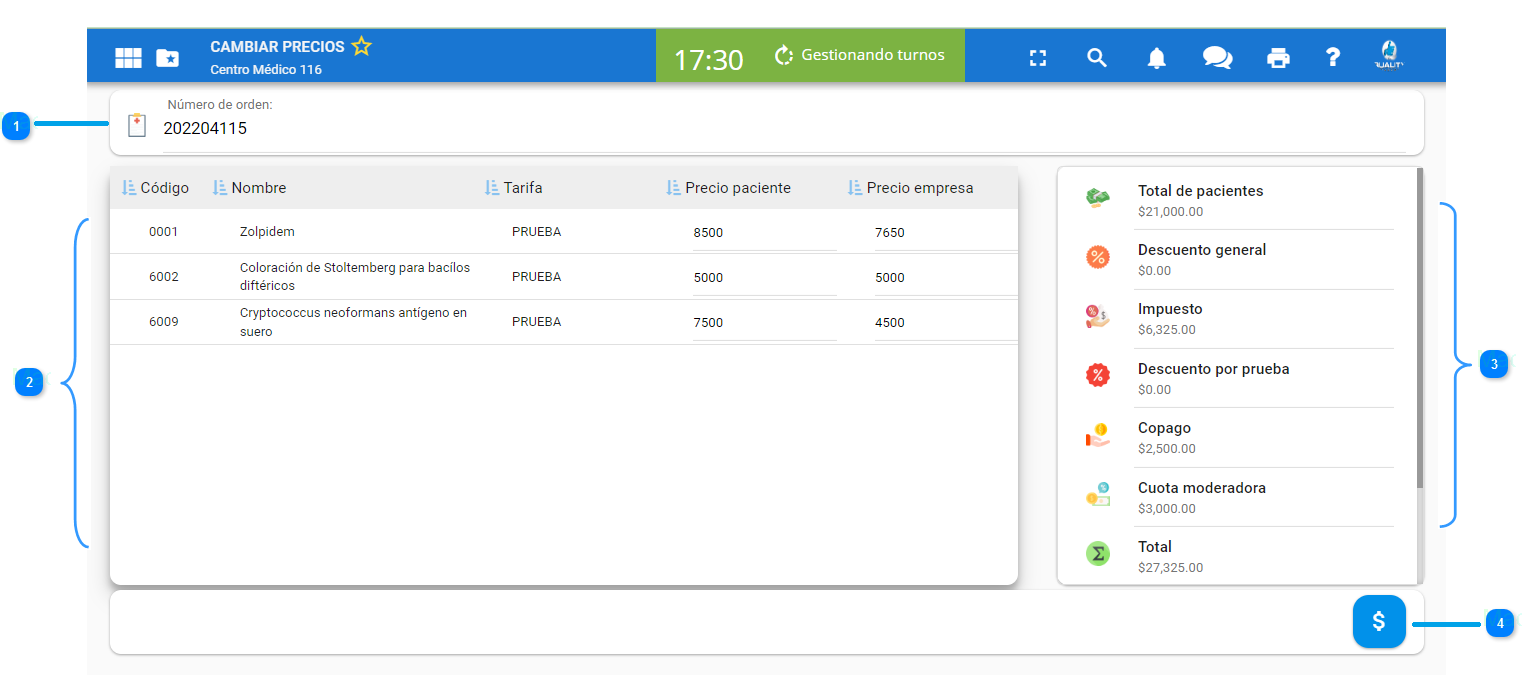 CAMBIAR PRECIOS
Centro Médico 116
17:30
Gestionando turnos
?
1
Número de orden:
202204115
Código Nombre Tarifa Precio paciente Precio empresa
0001 Zolpidem PRUEBA 8500 7650
6002 Coloración de Stoltemberg para bacílos
diftéricos PRUEBA 5000 5000
6009 Cryptococcus neoformans antígeno en
suero PRUEBA 7500 4500
2
Total de pacientes
$21,000.00
Descuento general
$0.00
Impuesto
$6,325.00
Descuento por prueba
$0.00
Copago
$2,500.00
Cuota moderadora
$3,000.00
Total
$27,325.00
3
$
4